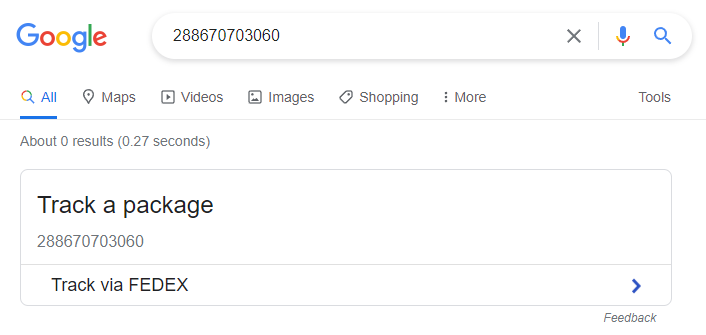 Google 288670703060
All Maps Videos Images Shopping More Tools
About 0 results (0.27 seconds)
Track a package
288670703060
Track via FEDEX
Feedback